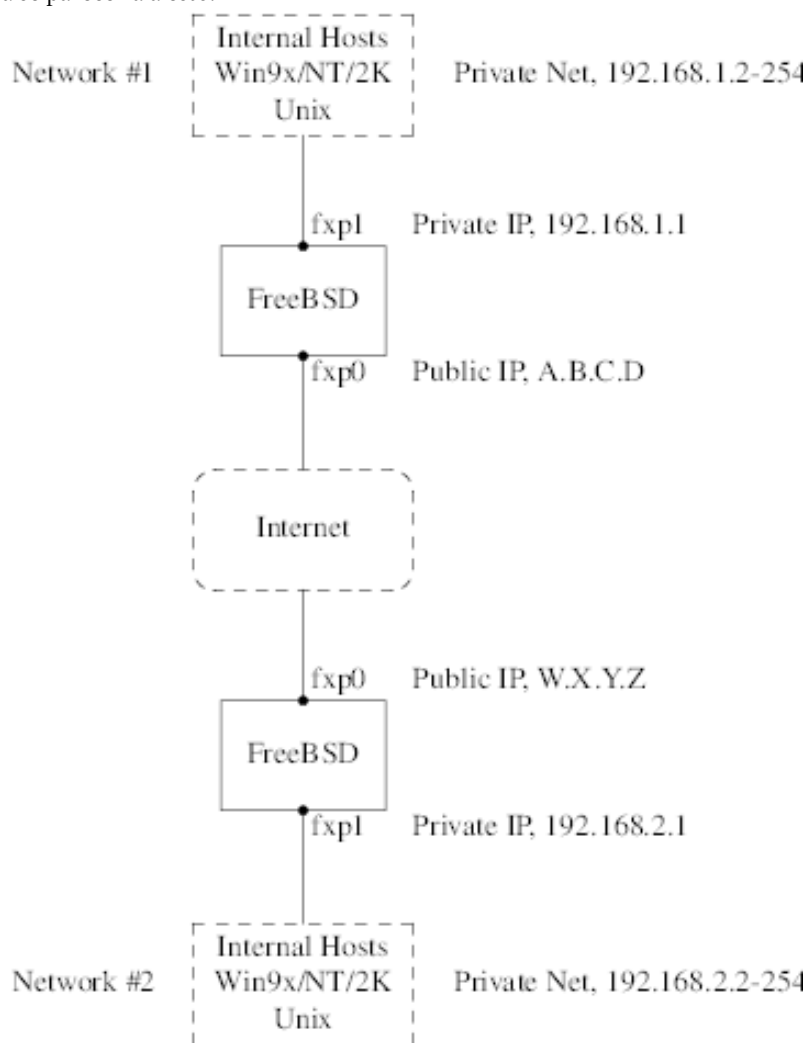 Internal Hosts
Network #1 Win9x/NT/2K Private Net, 192.168.1.2-254
Unix
fxp1 Private IP, 192.168.1.1
FreeBSD
fxp0 Public IP, A.B.C.D
Internet
fxp0 Public IP, W.X.Y.Z
FreeBSD
fxp1 Private IP, 192.168.2.1
Internal Hosts
Network #2 Win9x/NT/2K Private Net, 192.168.2.2-254
Unix